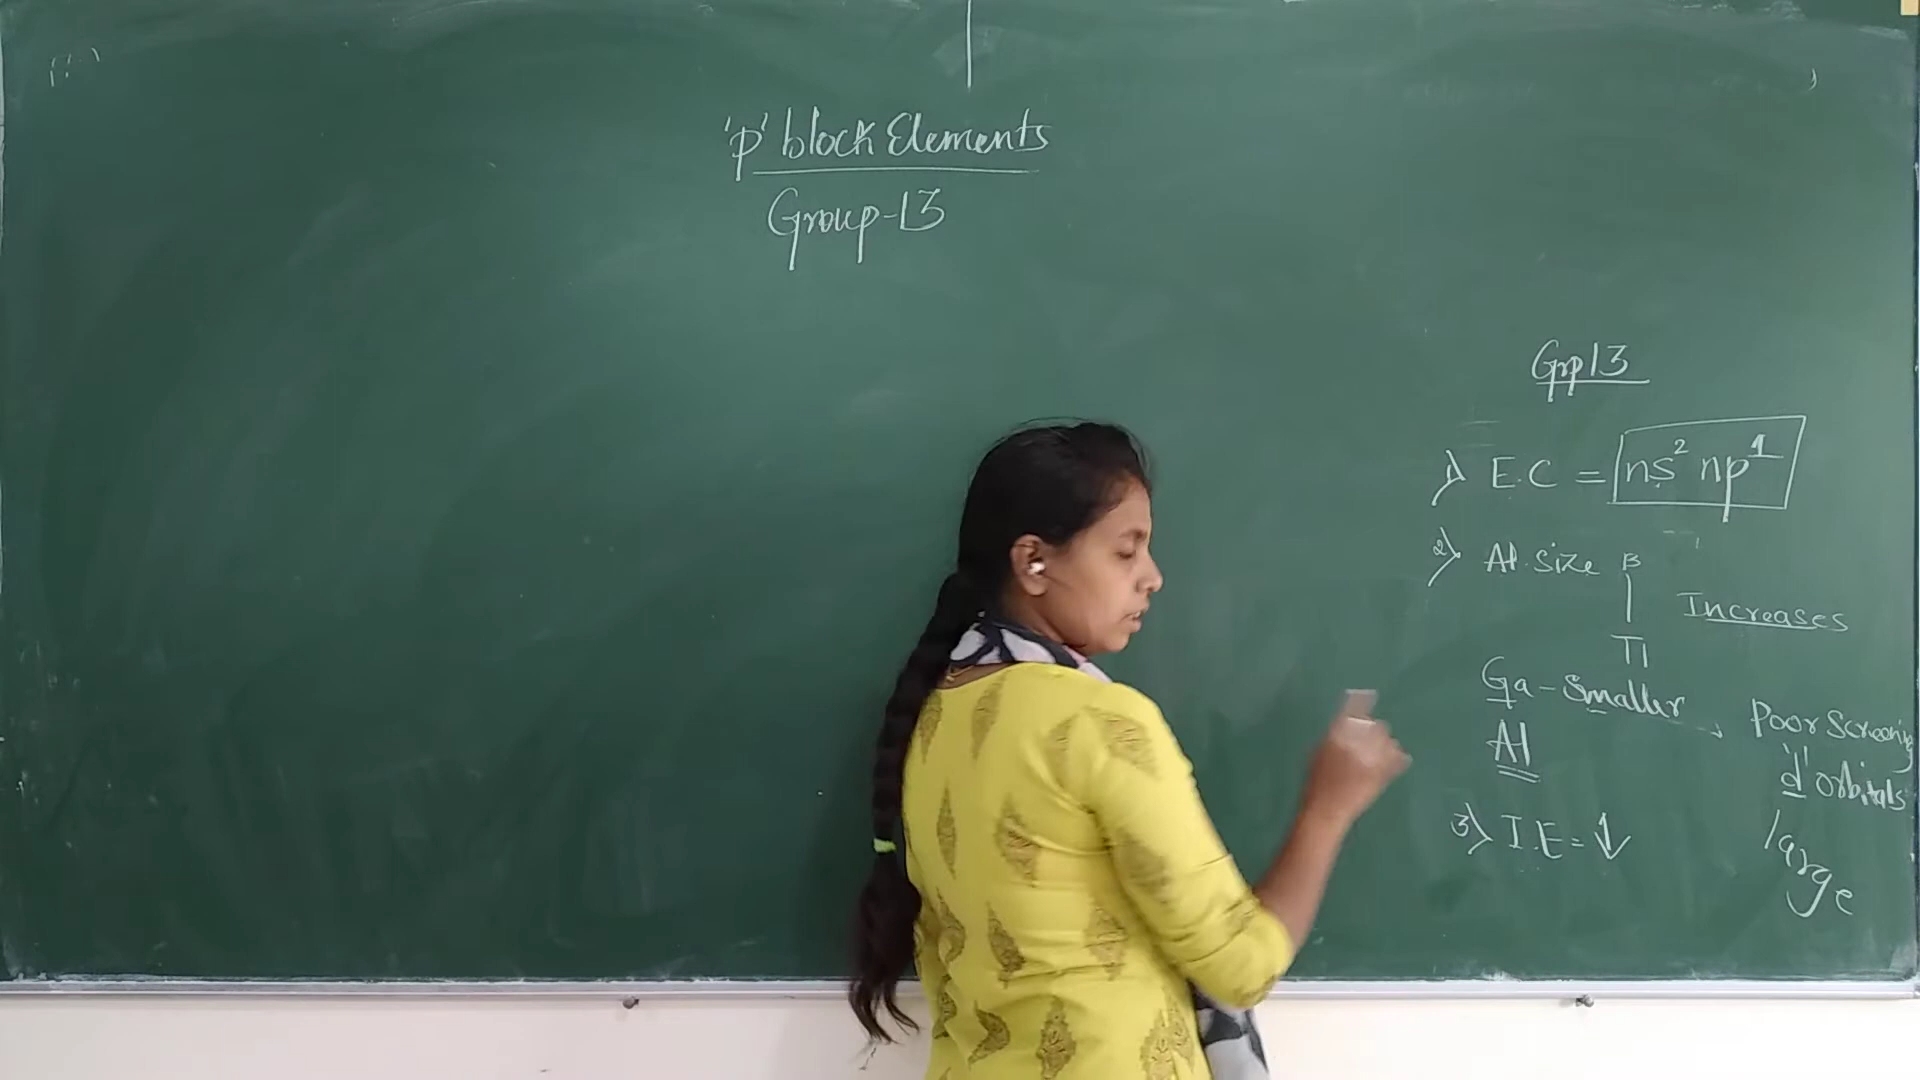 'p' block Elements
Group-13
Grp 13
1) E.C = ns² np¹
2) At. size B
Increases
Tl
Ga - Smaller
Al
Poor Screening
'd' orbitals
large
3) I.E = ↓